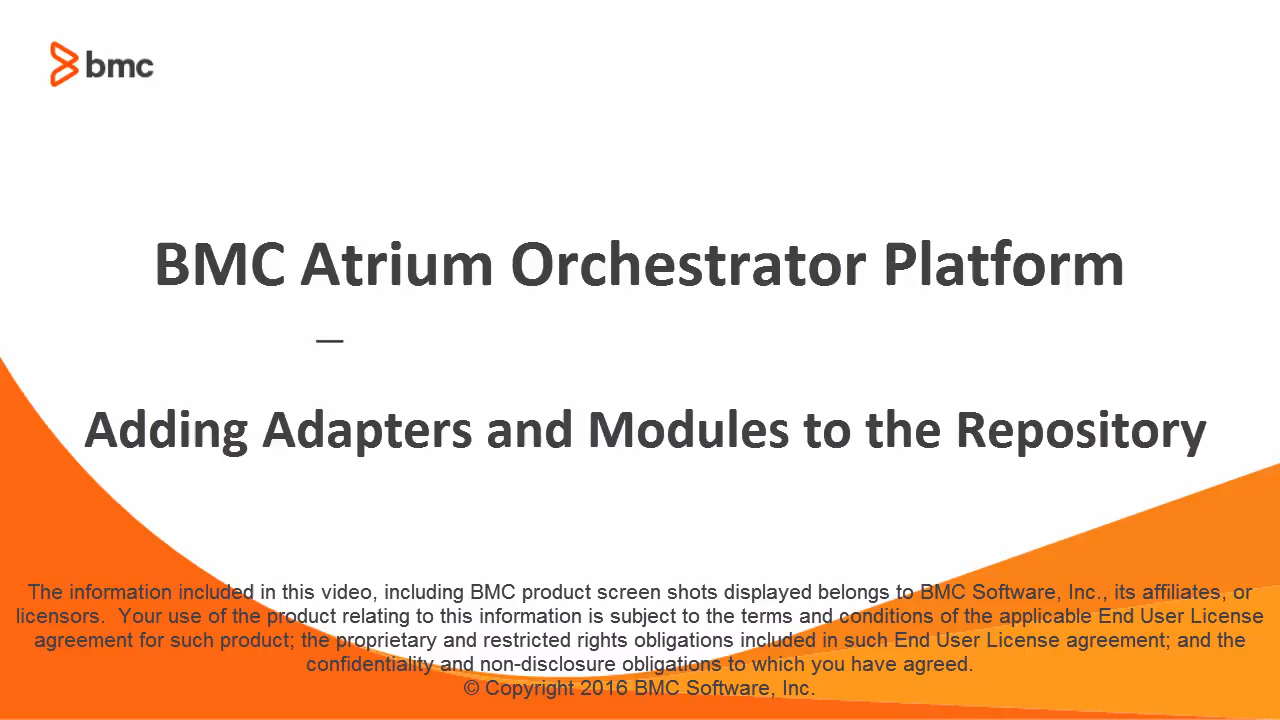 bmc
BMC Atrium Orchestrator Platform
—
Adding Adapters and Modules to the Repository
The information included in this video, including BMC product screen shots displayed belongs to BMC Software, Inc., its affiliates, or
licensors.  Your use of the product relating to this information is subject to the terms and conditions of the applicable End User License
agreement for such product; the proprietary and restricted rights obligations included in such End User License agreement; and the
confidentiality and non-disclosure obligations to which you have agreed.
© Copyright 2016 BMC Software, Inc.